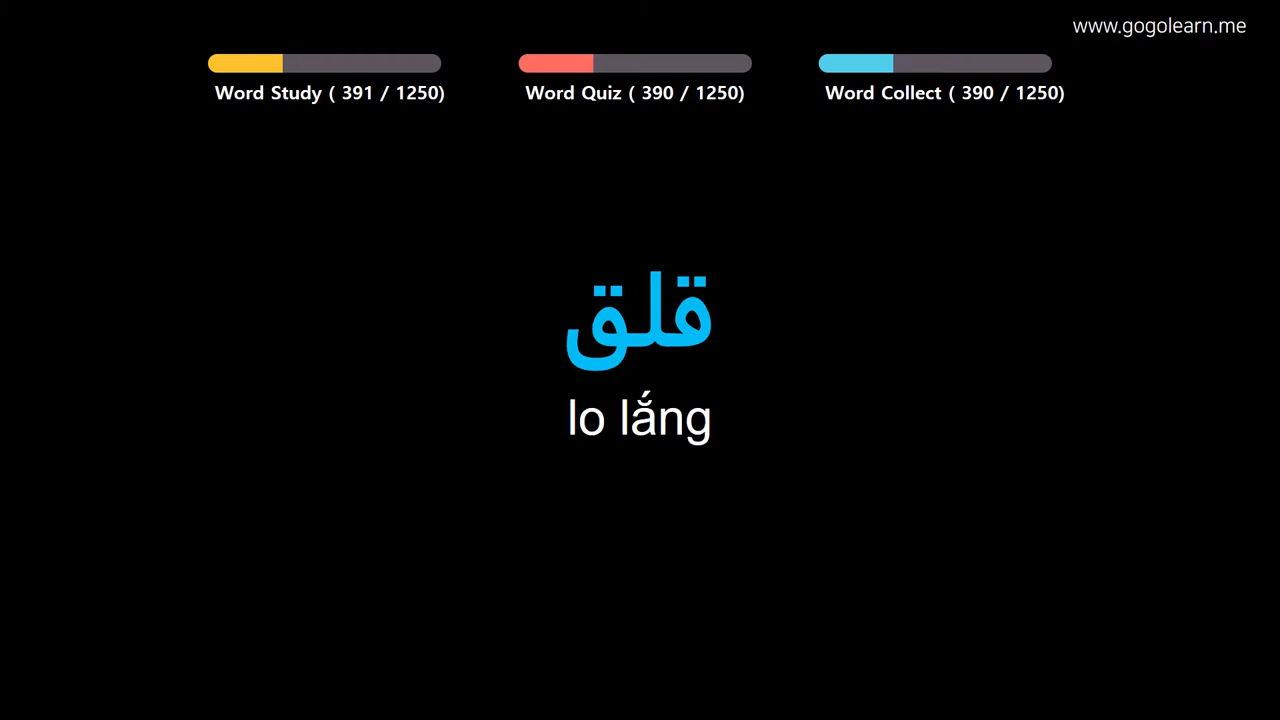 www.gogolearn.me
Word Study ( 391 / 1250)
Word Quiz ( 390 / 1250)
Word Collect ( 390 / 1250)
قلق
lo lắng